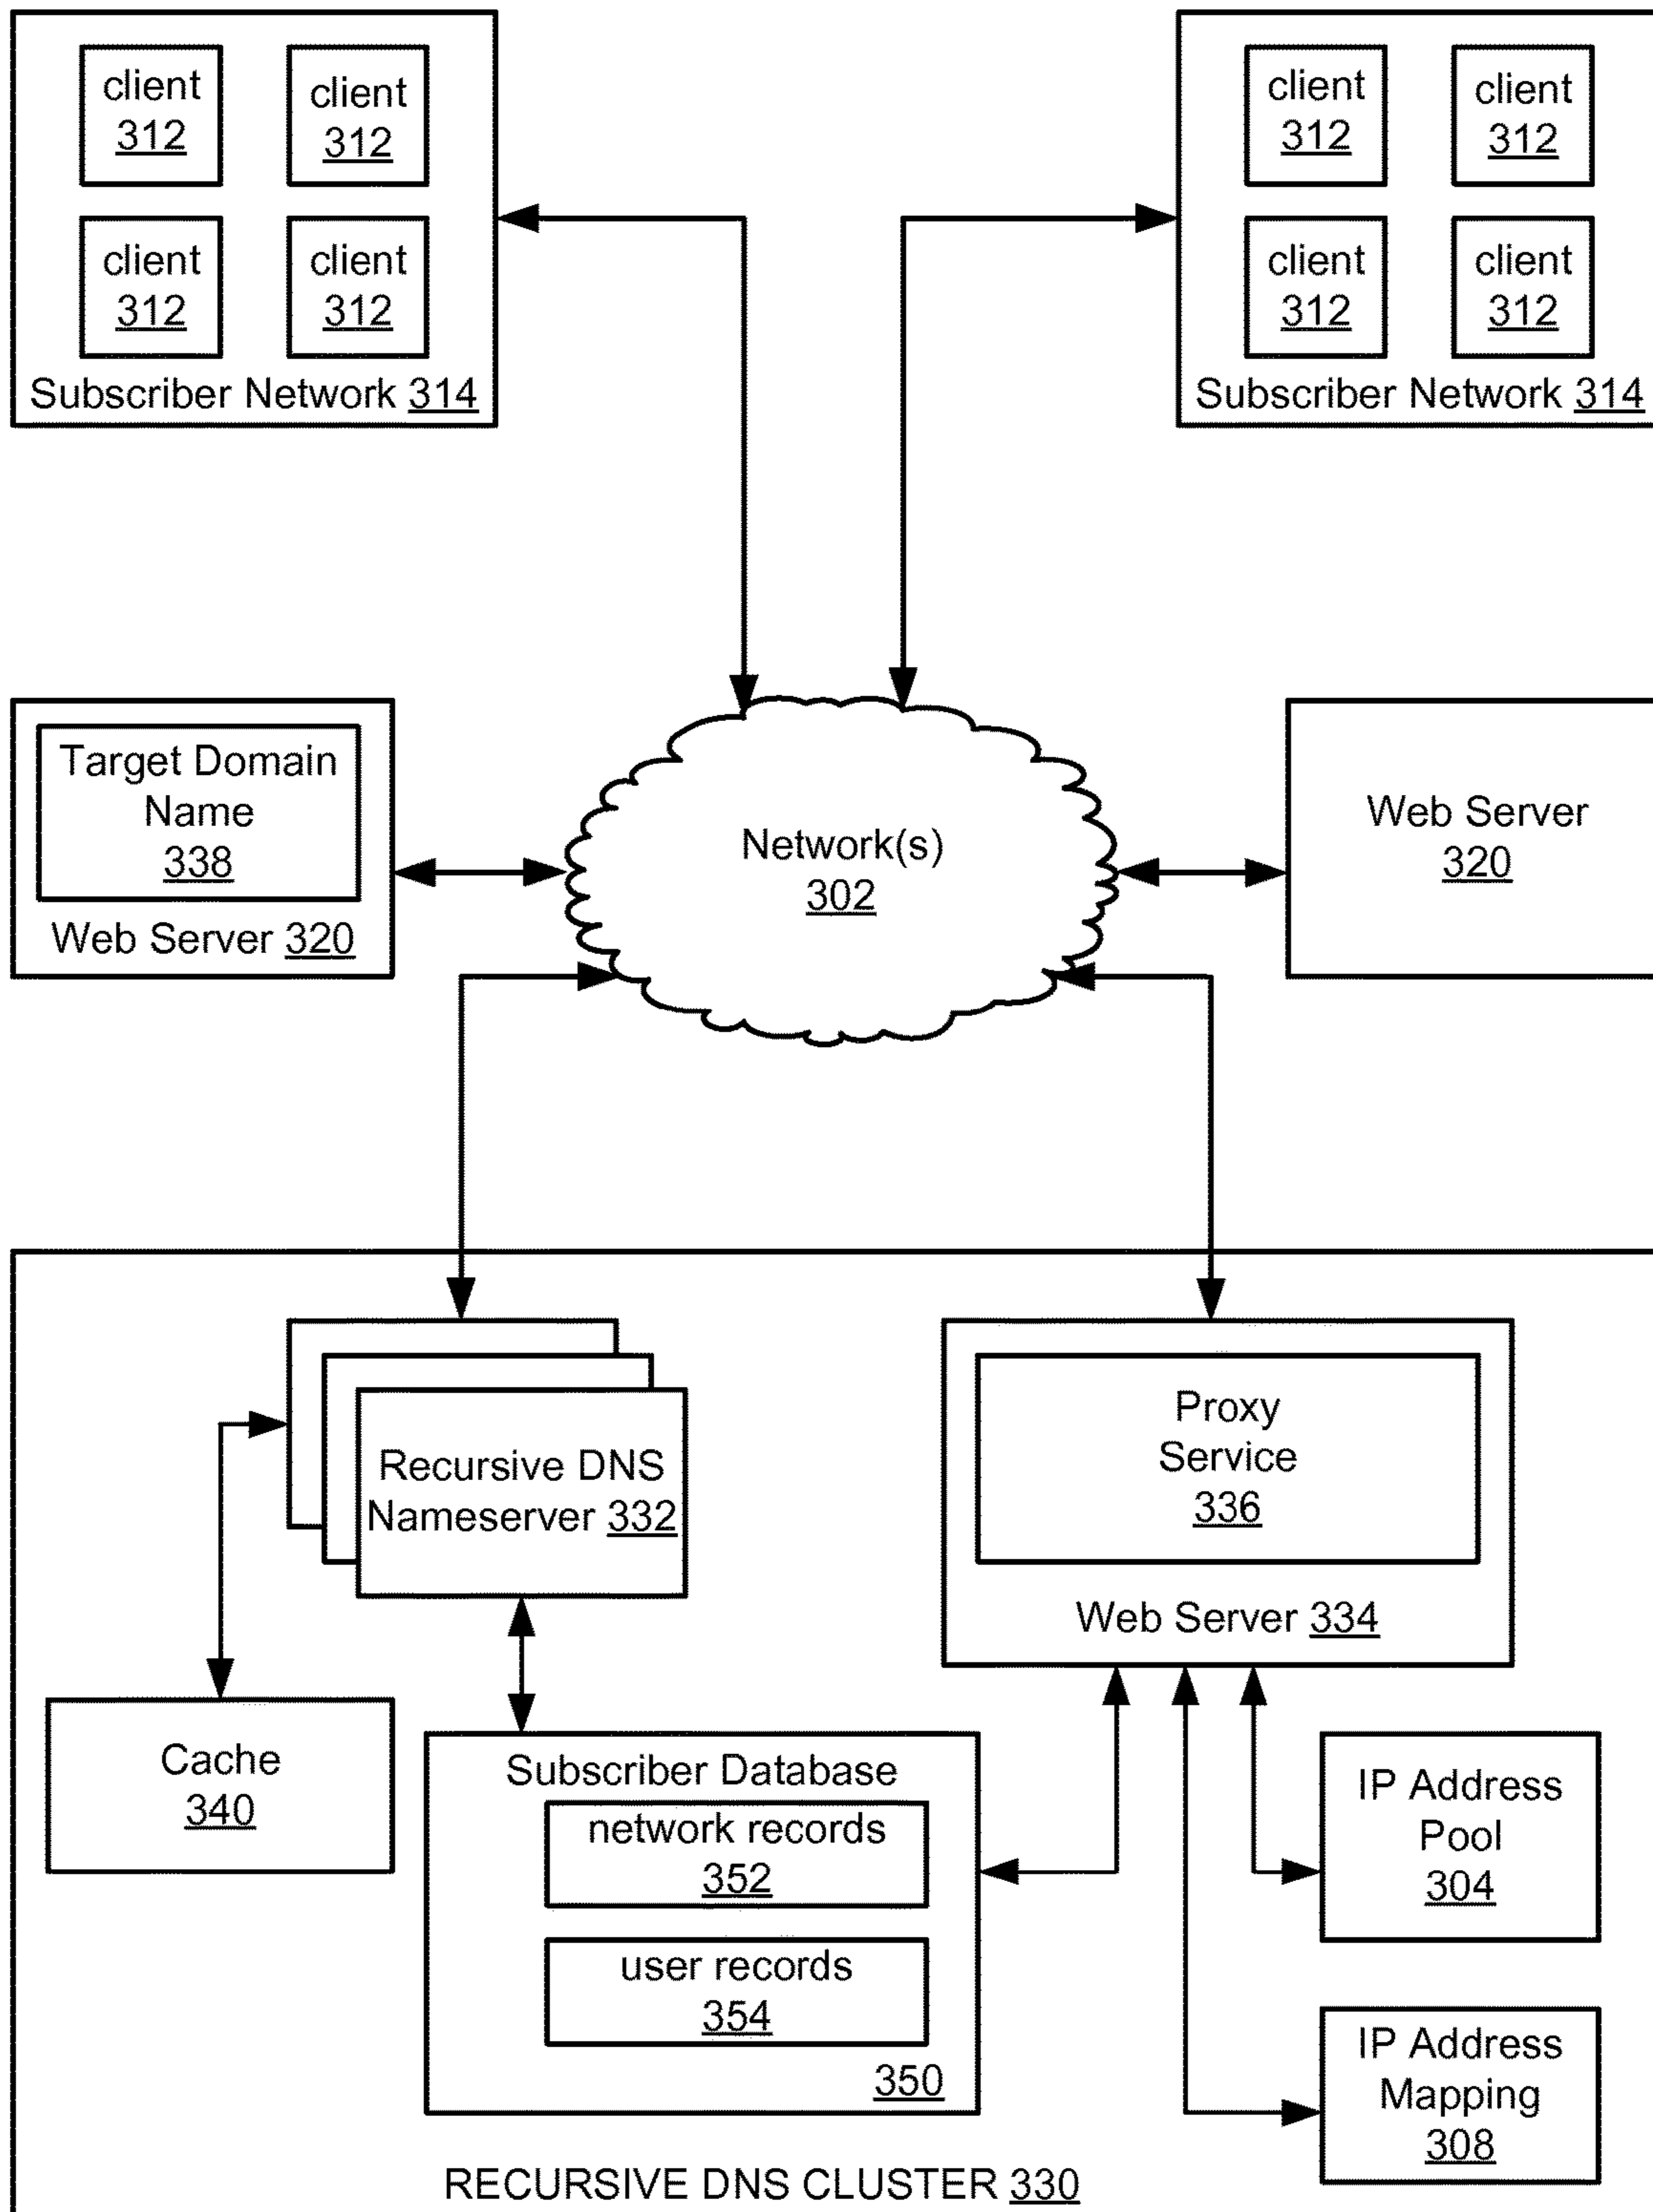 client
312
client
312
client
312
client
312
Subscriber Network 314
client
312
client
312
client
312
client
312
Subscriber Network 314
Target Domain
Name
338
Web Server 320
Network(s)
302
Web Server
320
Recursive DNS
Nameserver 332
Proxy
Service
336
Web Server 334
Cache
340
Subscriber Database
network records
352
user records
354
350
IP Address
Pool
304
IP Address
Mapping
308
RECURSIVE DNS CLUSTER 330